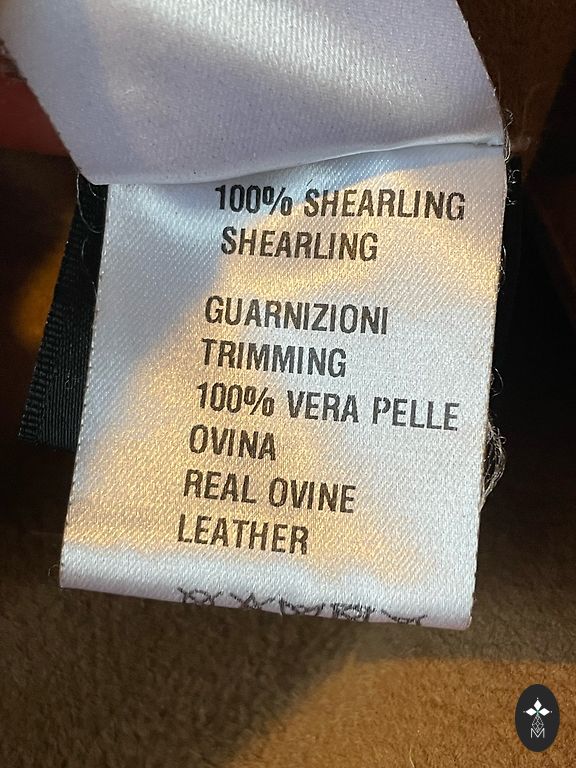 100% SHEARLING
SHEARLING
GUARNIZIONI
TRIMMING
100% VERA PELLE
OVINA
REAL OVINE
LEATHER
M